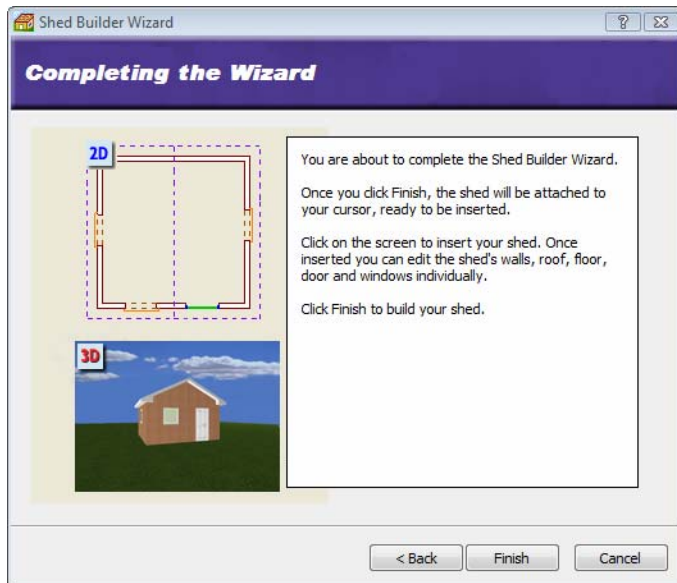 Shed Builder Wizard
Completing the Wizard
2D
3D
You are about to complete the Shed Builder Wizard.
Once you click Finish, the shed will be attached to
your cursor, ready to be inserted.
Click on the screen to insert your shed. Once
inserted you can edit the shed's walls, roof, floor,
door and windows individually.
Click Finish to build your shed.
< Back
Finish
Cancel